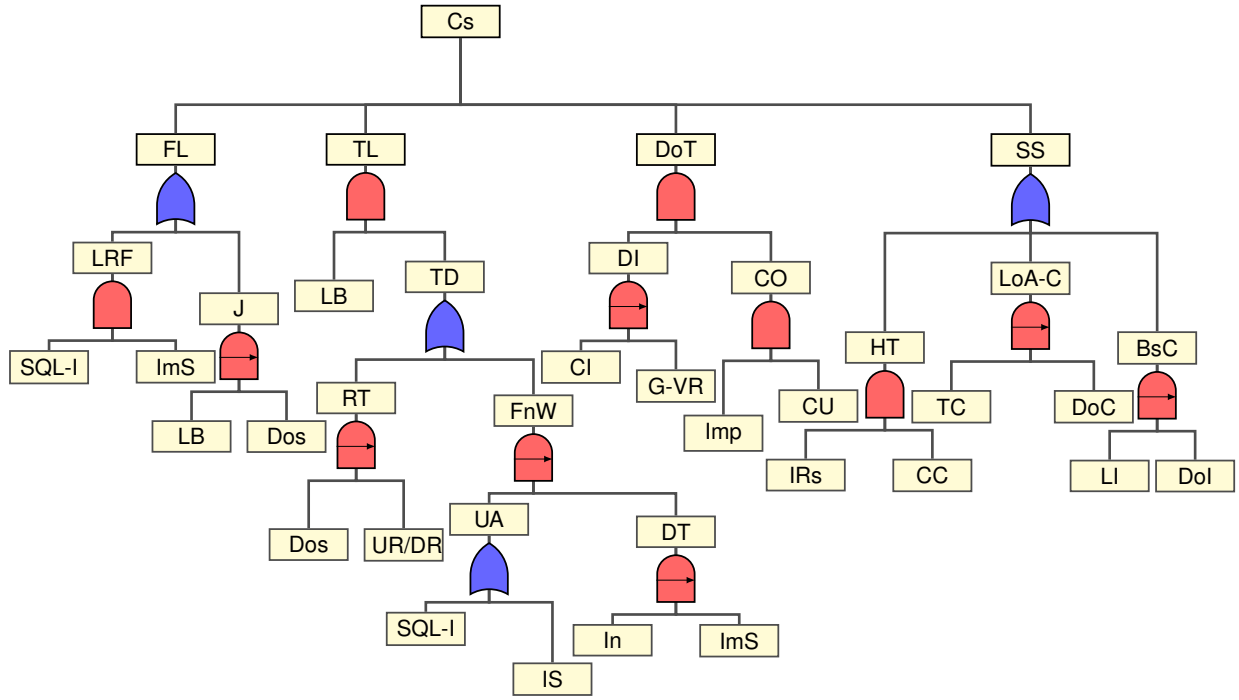 Cs
FL
TL
DoT
SS
LRF
DI
TD
CO
LoA-C
LB
J
HT
BsC
SQL-I
ImS
CI
G-VR
RT
FnW
CU
TC
DoC
LB
Dos
Imp
IRs
CC
LI
DoI
UA
DT
Dos
UR/DR
SQL-I
In
ImS
IS